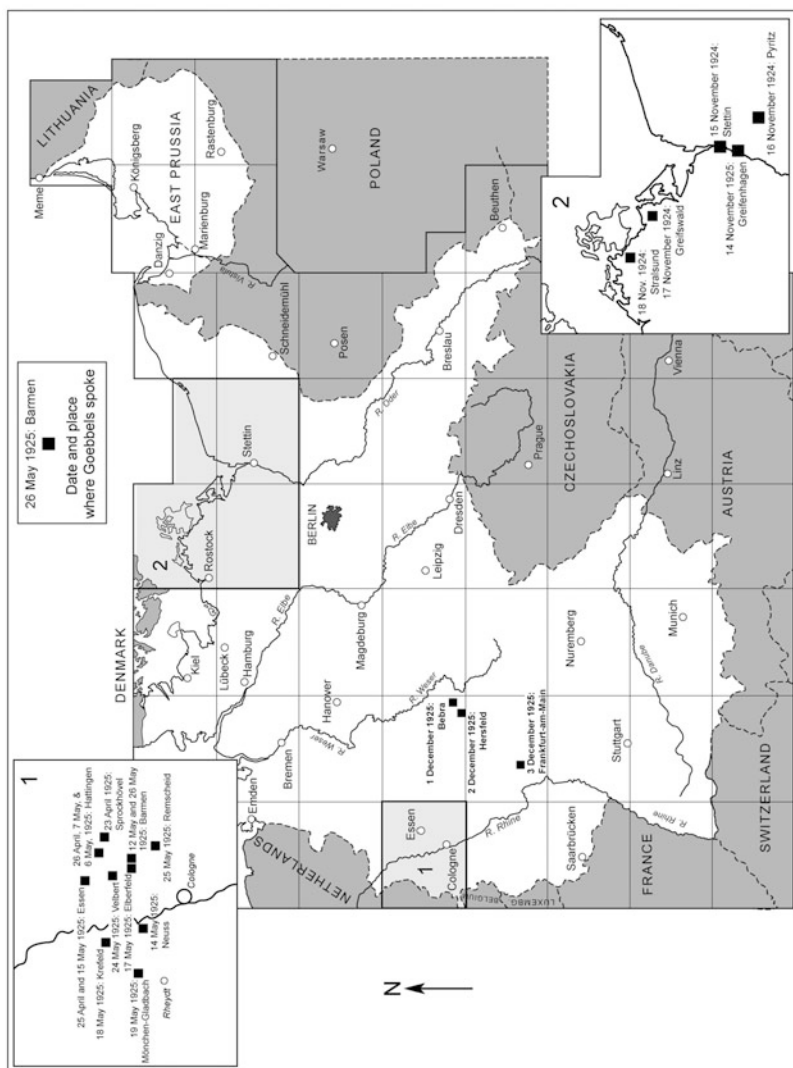 1
25 April and 15 May 1925: Essen
26 April, 7 May, &
6 May, 1925: Hattingen
23 April 1925:
Sprockhövel
18 May 1925: Krefeld
24 May 1925: Velbert
17 May 1925: Elberfeld
12 May and 26 May
1925: Barmen
19 May 1925:
Mönchen-Gladbach
14 May 1925:
Neuss
25 May 1925: Remscheid
Rheydt
Cologne
26 May 1925: Barmen
Date and place
where Goebbels spoke
DENMARK
LITHUANIA
Meme
Königsberg
EAST PRUSSIA
Rastenburg
Danzig
Marienburg
R. Vistula
Kiel
Lübeck
Hamburg
Rostock
2
Stettin
Schneidemühl
Emden
Bremen
R. Weser
R. Elbe
Hanover
Magdeburg
BERLIN
Posen
Warsaw
POLAND
NETHERLANDS
1
Essen
Cologne
R. Rhine
R. Weser
1 December 1925:
Bebra
2 December 1925:
Hersfeld
3 December 1925:
Frankfurt-am-Main
Leipzig
R. Elbe
Dresden
R. Oder
Breslau
Beuthen
BELGIUM
LUXEMBG
Saarbrücken
Nuremberg
Prague
CZECHOSLOVAKIA
FRANCE
Stuttgart
R. Danube
Munich
Linz
Vienna
SWITZERLAND
AUSTRIA
N
2
18 Nov. 1924:
Stralsund
17 November 1924:
Greifswald
15 November 1924:
Stettin
14 November 1925:
Greifenhagen
16 November 1924: Pyritz